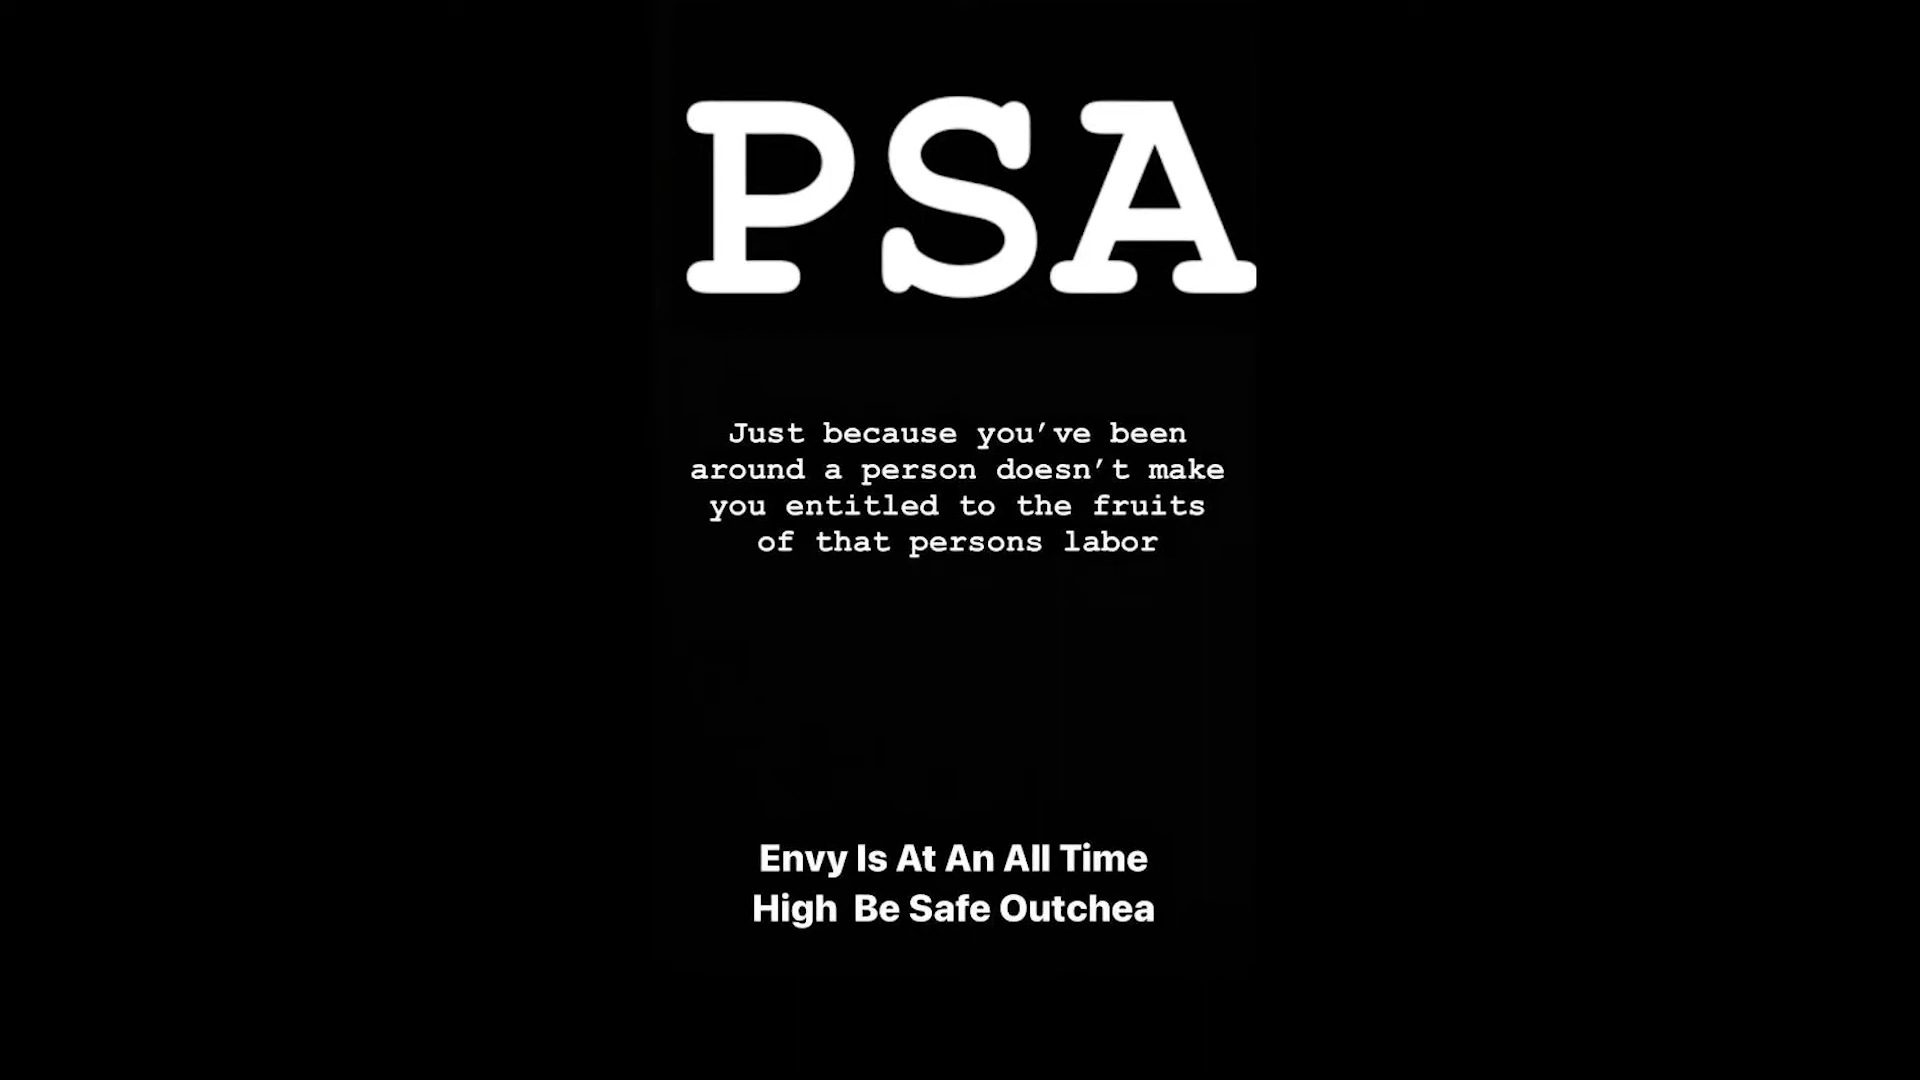 PSA
Just because you’ve been
around a person doesn’t make
you entitled to the fruits
of that persons labor
Envy Is At An All Time
High  Be Safe Outchea